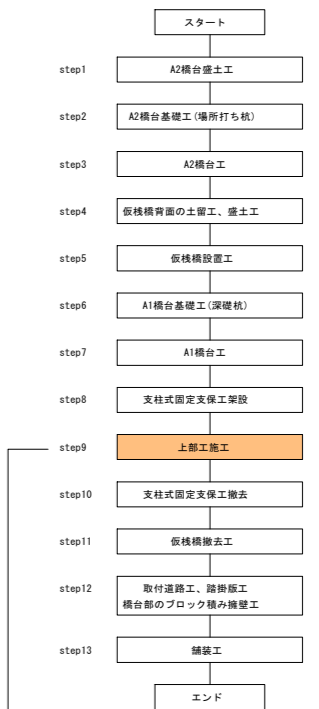 スタート
step1 A2橋台盛土工
step2 A2橋台基礎工(場所打ち杭)
step3 A2橋台工
step4 仮桟橋背面の土留工、盛土工
step5 仮桟橋設置工
step6 A1橋台基礎工(深礎杭)
step7 A1橋台工
step8 支柱式固定支保工架設
step9 上部工施工
step10 支柱式固定支保工撤去
step11 仮桟橋撤去工
step12 取付道路工、踏掛版工
橋台部のブロック積み擁壁工
step13 舗装工
エンド